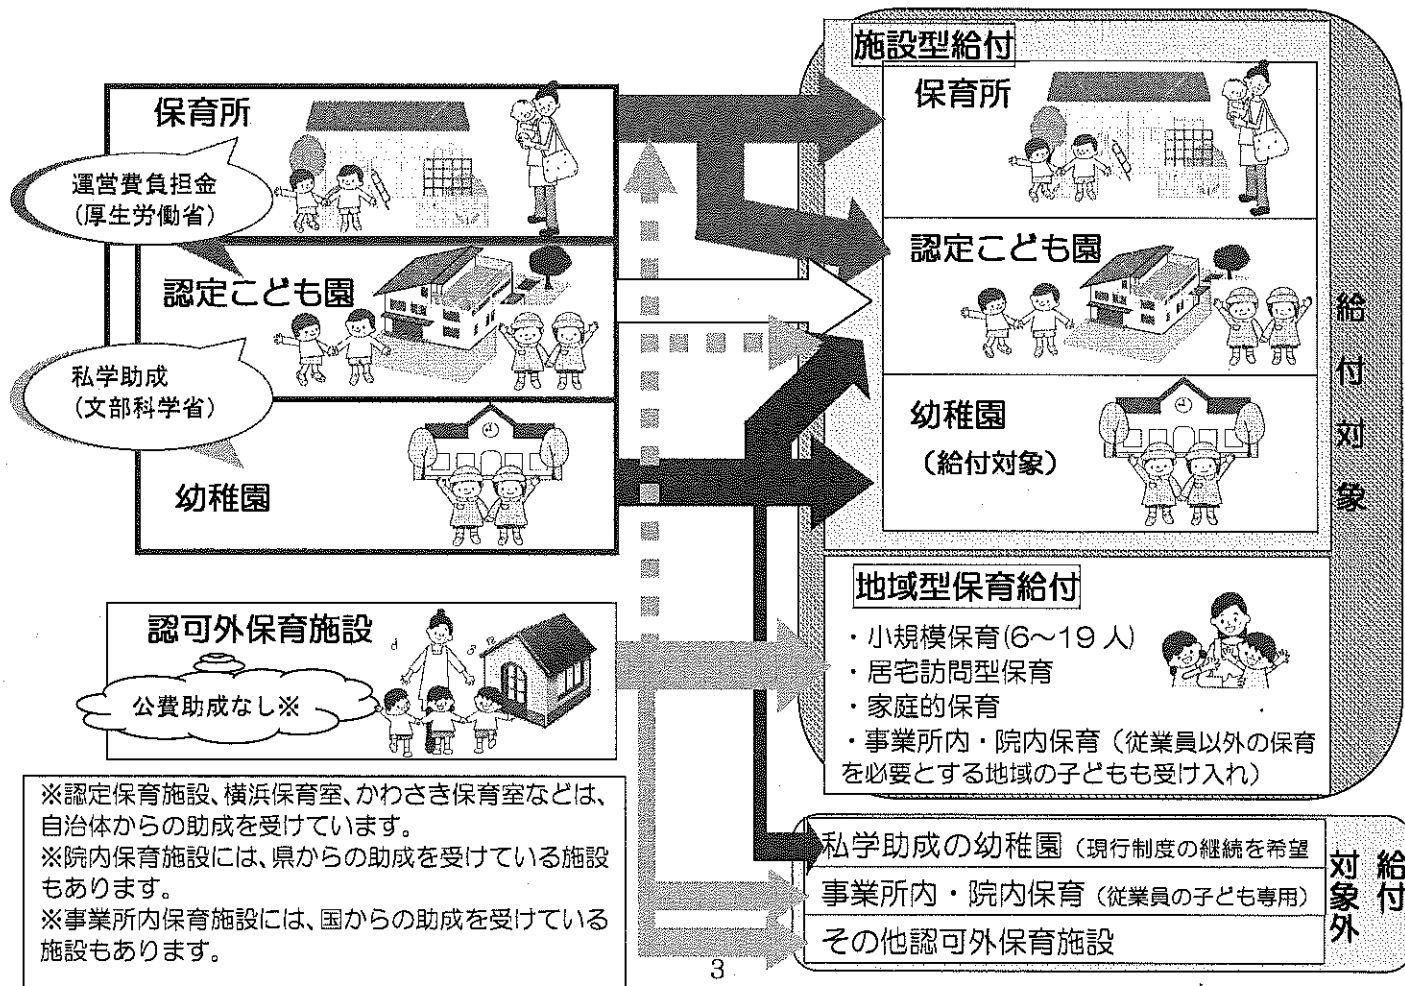 保育所
運営費負担金
（厚生労働省）
認定こども園
私学助成
（文部科学省）
幼稚園
認可外保育施設
公費助成なし※
※認定保育施設、横浜保育室、かわさき保育室などは、
自治体からの助成を受けています。
※院内保育施設には、県からの助成を受けている施設
もあります。
※事業所内保育施設には、国からの助成を受けている
施設もあります。
施設型給付
保育所
認定こども園
幼稚園
（給付対象）
給付対象
地域型保育給付
・小規模保育(6～19 人)
・居宅訪問型保育
・家庭的保育
・事業所内・院内保育（従業員以外の保育
を必要とする地域の子どもも受け入れ）
私学助成の幼稚園（現行制度の継続を希望
事業所内・院内保育（従業員の子ども専用）
その他認可外保育施設
給付
対象外
3